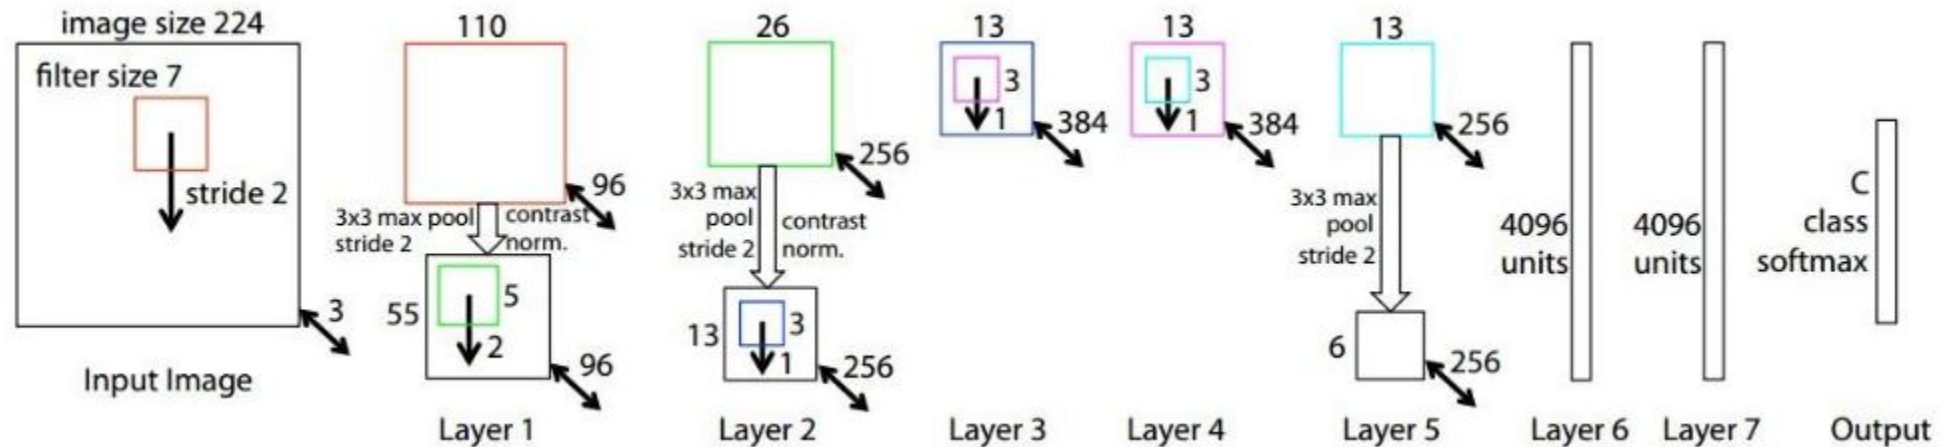 image size 224
filter size 7
stride 2
3
Input Image
110
96
3x3 max pool
stride 2
contrast
norm.
55
5
2
96
Layer 1
26
256
3x3 max
pool
stride 2
contrast
norm.
13
3
1
256
Layer 2
13
3
1
384
Layer 3
13
3
1
384
Layer 4
13
256
3x3 max
pool
stride 2
6
256
Layer 5
4096
units
Layer 6
4096
units
Layer 7
C
class
softmax
Output